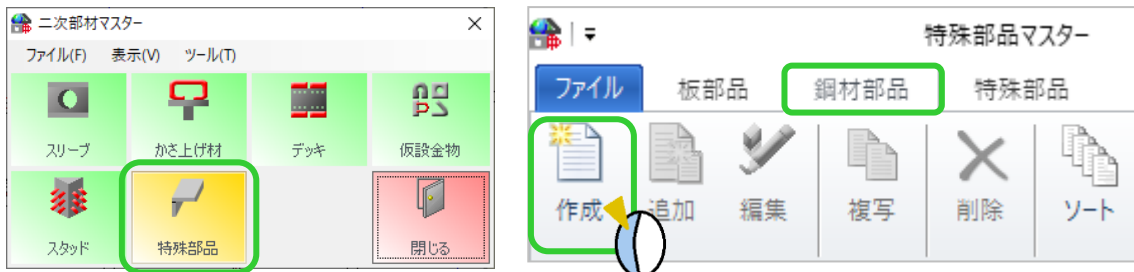 二次部材マスター
ファイル(F) 表示(V) ツール(T)
スリーブ かさ上げ材 デッキ 仮設金物
スタッド 特殊部品 閉じる
特殊部品マスター
ファイル 板部品 鋼材部品 特殊部品
作成 追加 編集 複写 削除 ソート